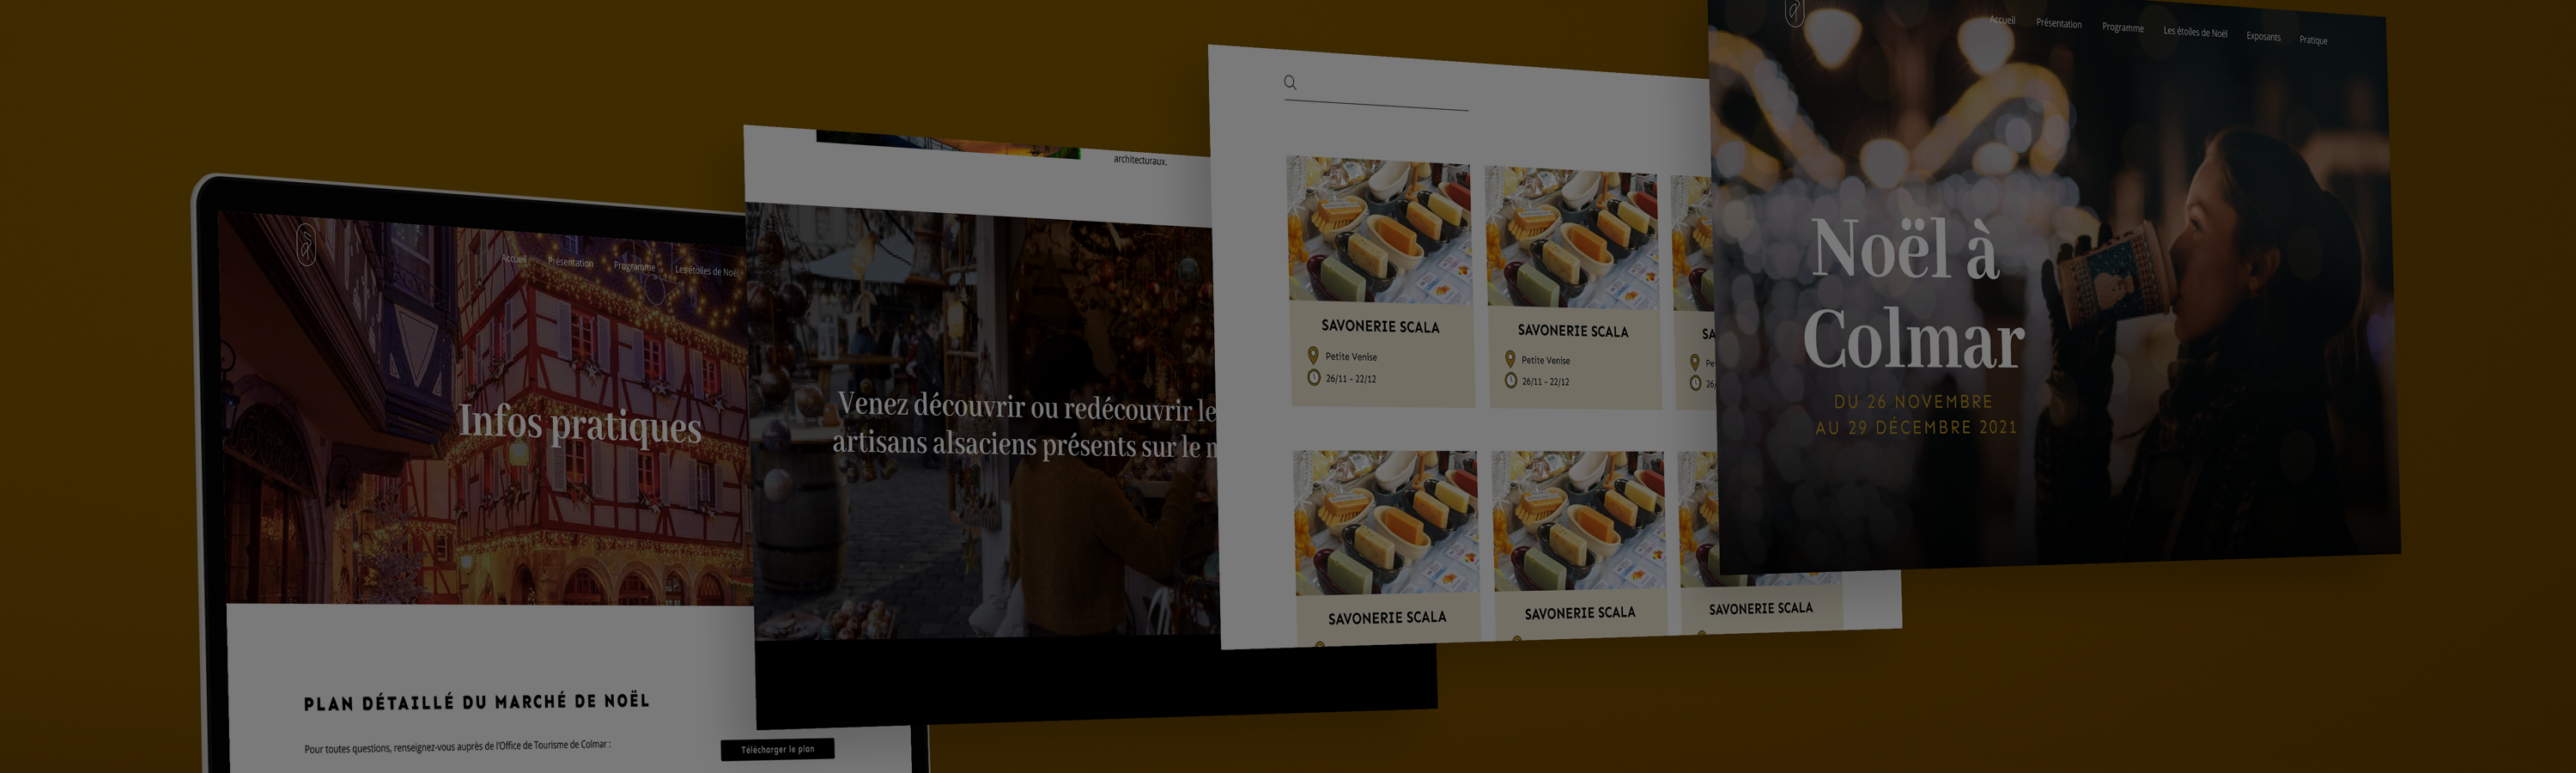 Accueil Présentation Programme Les étoiles de Noël
Infos pratiques
PLAN DÉTAILLÉ DU MARCHÉ DE NOËL
Pour toutes questions, renseignez-vous auprès de l'Office de Tourisme de Colmar :
Télécharger le plan
architecturaux.
Venez découvrir ou redécouvrir le
artisans alsaciens présents sur le
SAVONERIE SCALA
Petite Venise
26/11 - 22/12
SAVONERIE SCALA
Petite Venise
26/11 - 22/12
SA
Pe
26/
SAVONERIE SCALA
SAVONERIE SCALA
SAVONERIE SCALA
Accueil Présentation Programme Les étoiles de Noël Exposants Pratique
Noël à
Colmar
DU 26 NOVEMBRE
AU 29 DÉCEMBRE 2021